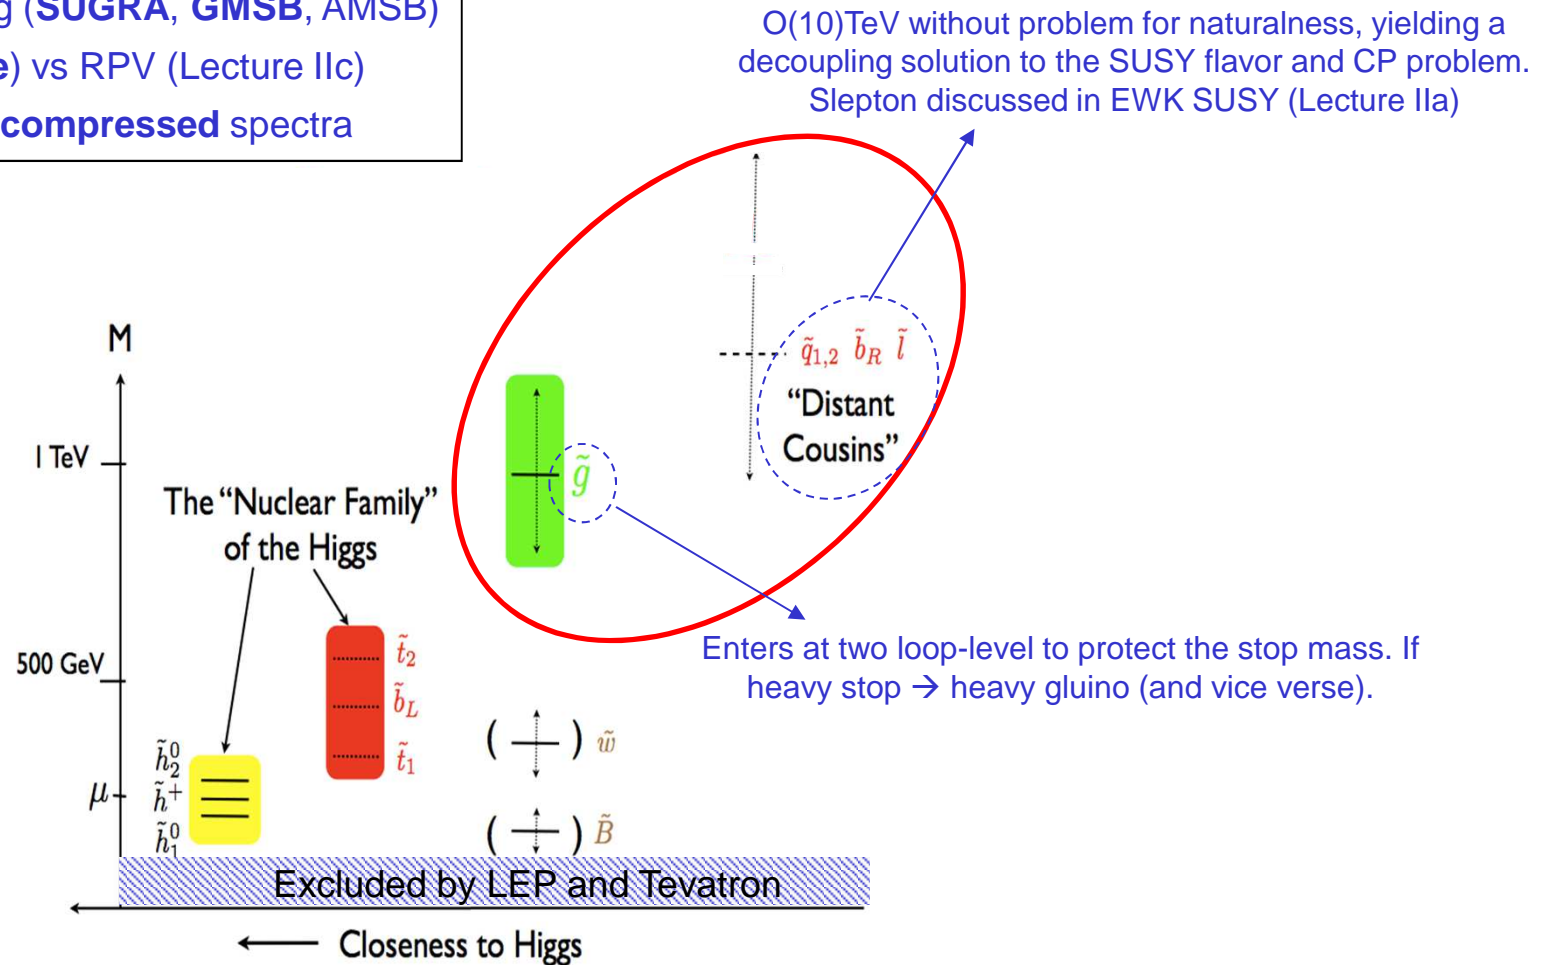 g (SUGRA, GMSB, AMSB)
e) vs RPV (Lecture IIc)
compressed spectra
O(10)TeV without problem for naturalness, yielding a
decoupling solution to the SUSY flavor and CP problem.
Slepton discussed in EWK SUSY (Lecture IIa)
M
q̃1,2 b̃R l̃
“Distant
Cousins”
1 TeV
g̃
The “Nuclear Family”
of the Higgs
Enters at two loop-level to protect the stop mass. If
heavy stop → heavy gluino (and vice verse).
500 GeV
t̃2
b̃L
t̃1
( ) w̃
h̃⁰2
μ
h̃⁺
h̃⁰1
( ) B̃
Excluded by LEP and Tevatron
← Closeness to Higgs